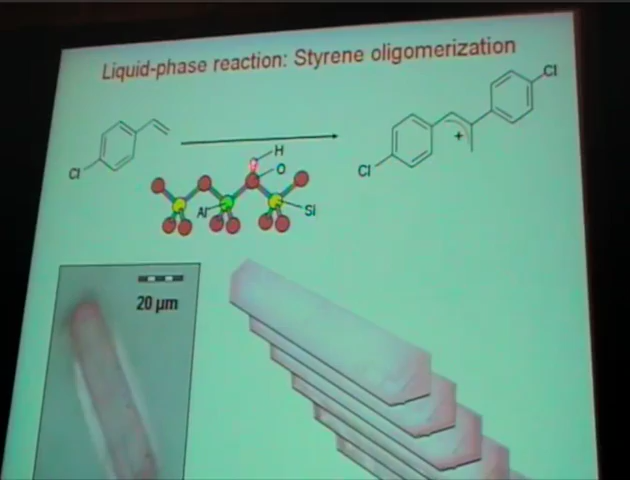 Liquid-phase reaction: Styrene oligomerization
Cl
Cl
H
O
Cl
Al
Si
+
20 µm